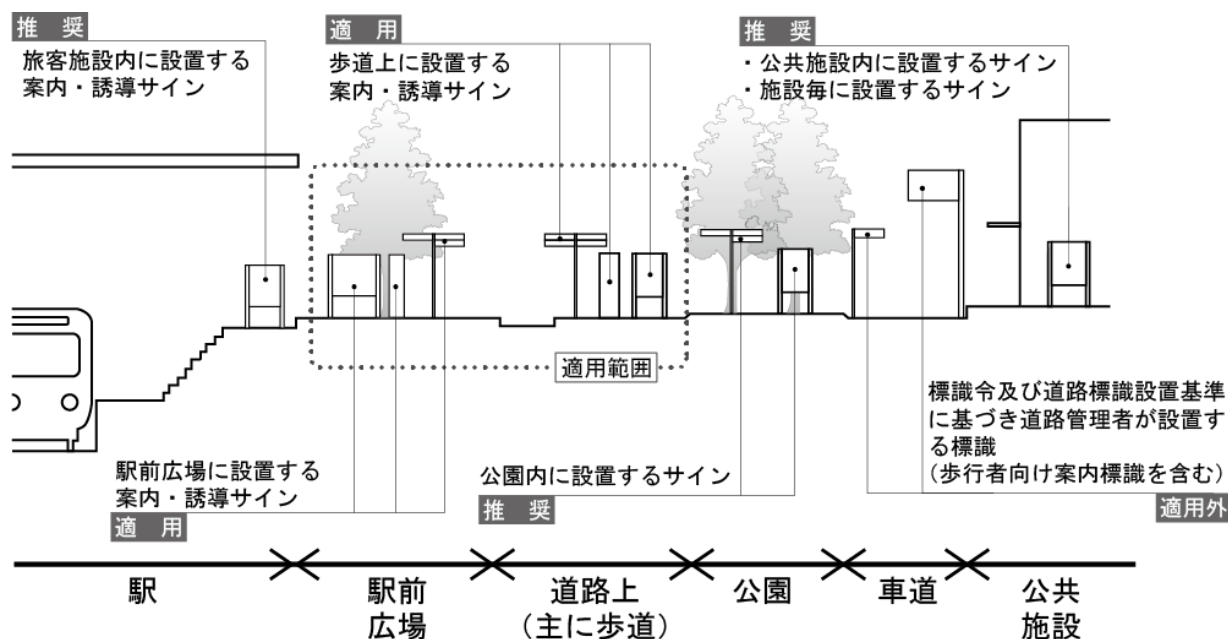 推 奨
旅客施設内に設置する
案内・誘導サイン
適 用
歩道上に設置する
案内・誘導サイン
推 奨
・公共施設内に設置するサイン
・施設毎に設置するサイン
適用範囲
駅前広場に設置する
案内・誘導サイン
適 用
公園内に設置するサイン
推 奨
標識令及び道路標識設置基準
に基づき道路管理者が設置す
る標識
(歩行者向け案内標識を含む)
適用外
駅
駅前
広場
道路上
(主に歩道)
公園
車道
公共
施設